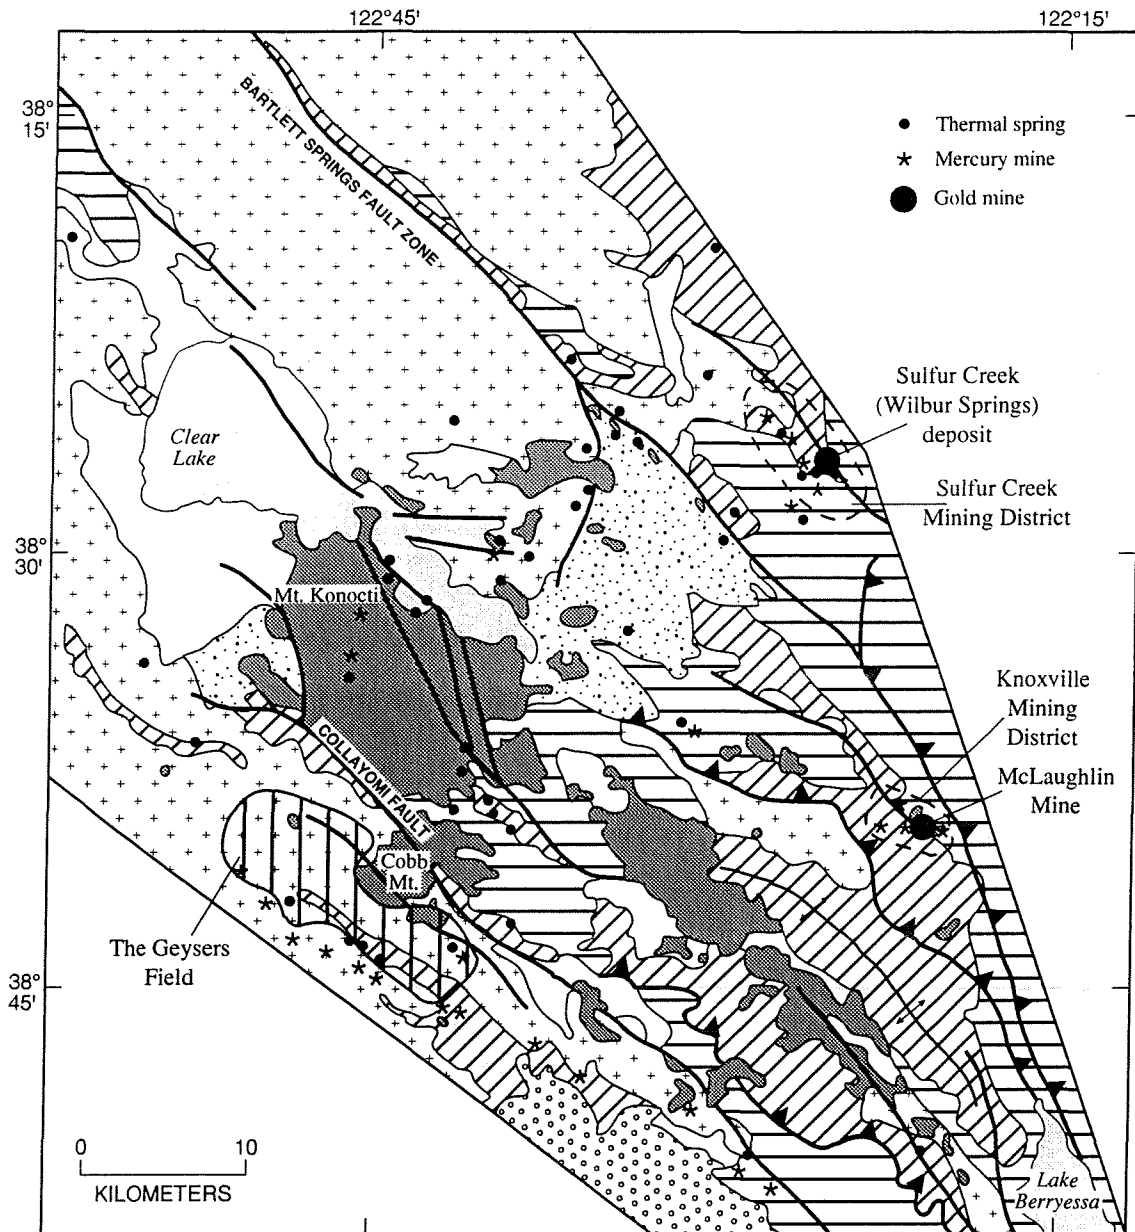 122°45'
122°15'
38°
15'
BARTLETT SPRINGS FAULT ZONE
Thermal spring
Mercury mine
Gold mine
Sulfur Creek
(Wilbur Springs)
deposit
Clear
Lake
Sulfur Creek
Mining District
38°
30'
Mt. Konocti
Knoxville
Mining
District
COLLAYOMI FAULT
McLaughlin
Mine
Cobb
Mt.
The Geysers
Field
38°
45'
0 10
KILOMETERS
Lake
Berryessa